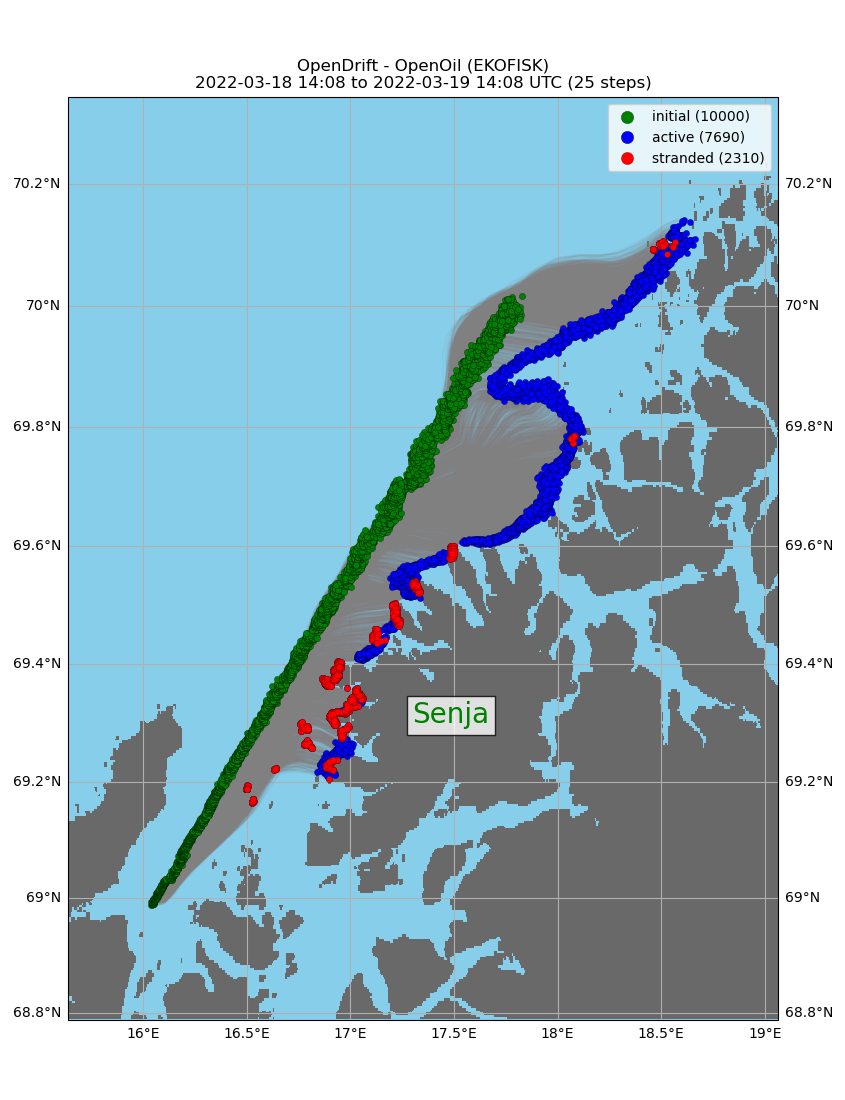 OpenDrift - OpenOil (EKOFISK)
2022-03-18 14:08 to 2022-03-19 14:08 UTC (25 steps)
initial (10000)
active (7690)
stranded (2310)
70.2°N 70.2°N
70°N 70°N
69.8°N 69.8°N
69.6°N 69.6°N
69.4°N 69.4°N
Senja
69.2°N 69.2°N
69°N 69°N
68.8°N 68.8°N
16°E 16.5°E 17°E 17.5°E 18°E 18.5°E 19°E